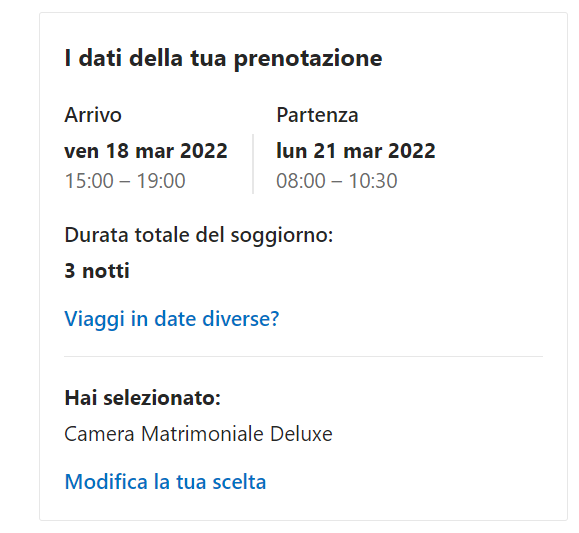 I dati della tua prenotazione
Arrivo
ven 18 mar 2022
15:00 – 19:00
Partenza
lun 21 mar 2022
08:00 – 10:30
Durata totale del soggiorno:
3 notti
Viaggi in date diverse?
Hai selezionato:
Camera Matrimoniale Deluxe
Modifica la tua scelta